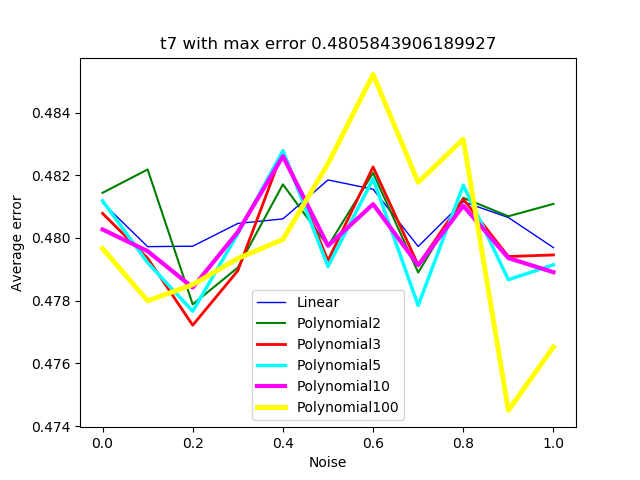 t7 with max error 0.4805843906189927
Average error
0.484
0.482
0.480
0.478
0.476
0.474
Linear
Polynomial2
Polynomial3
Polynomial5
Polynomial10
Polynomial100
0.0 0.2 0.4 0.6 0.8 1.0
Noise